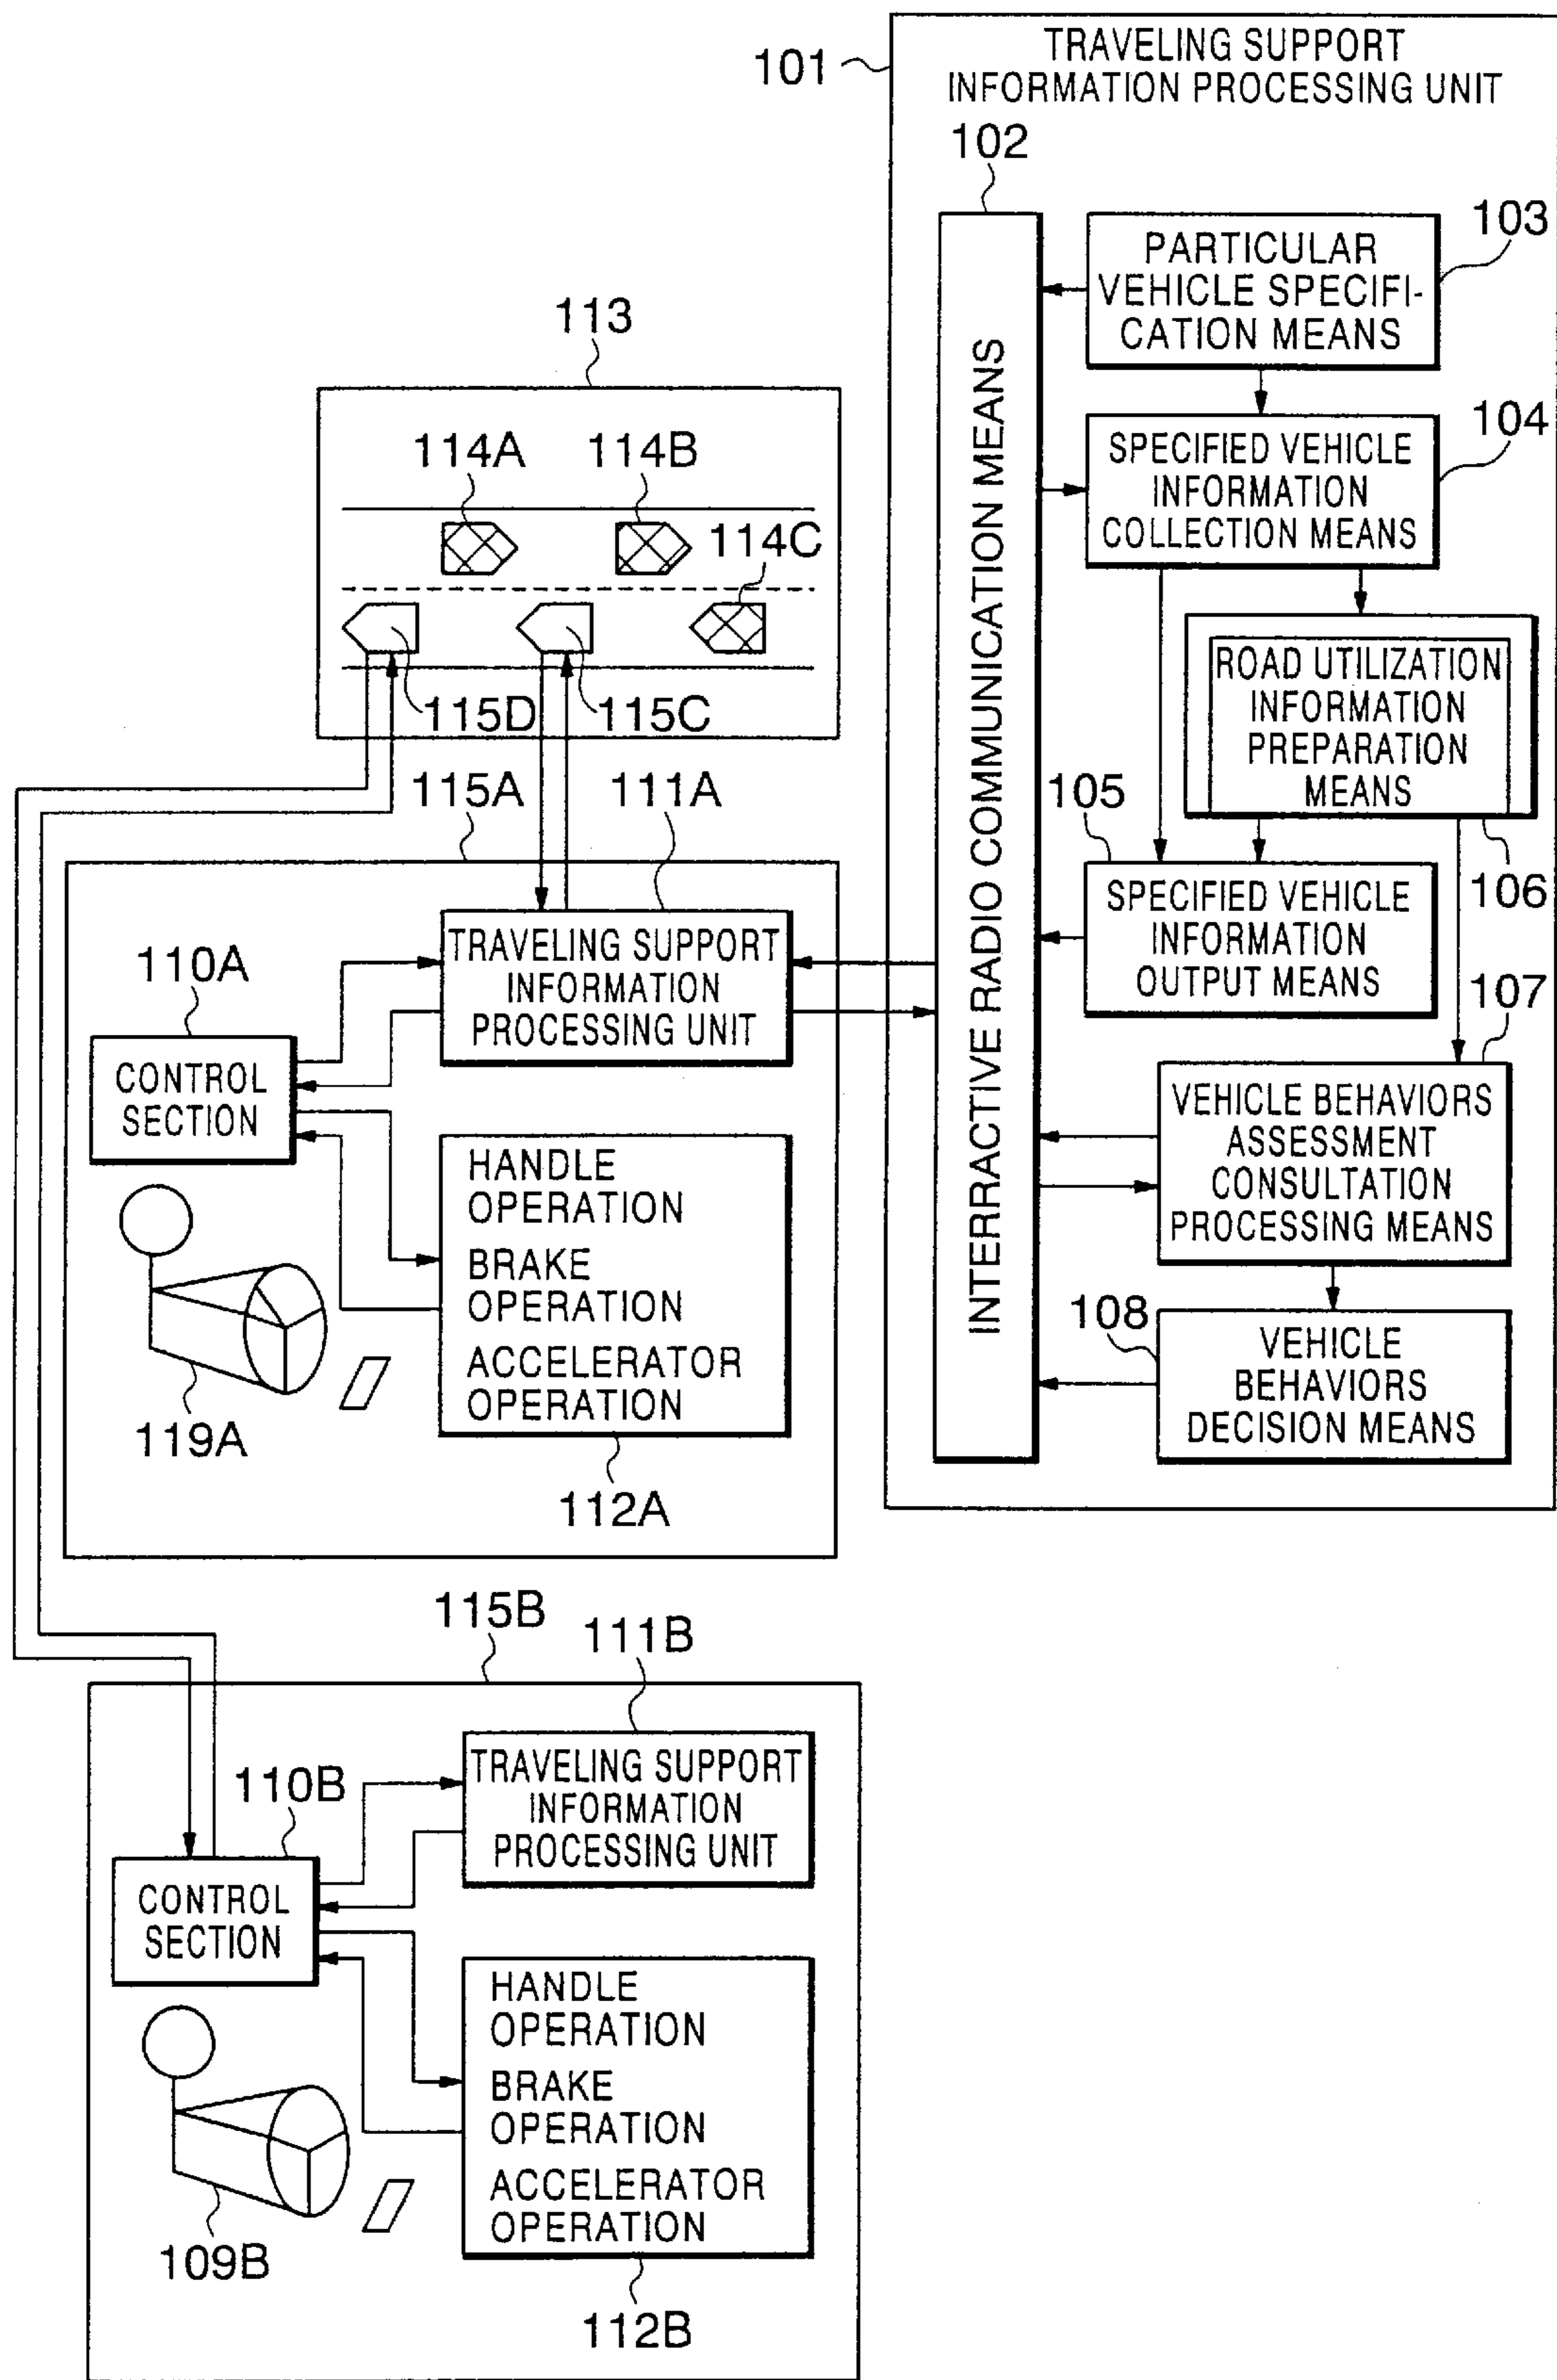 101
TRAVELING SUPPORT
INFORMATION PROCESSING UNIT
102
INTERRACTIVE RADIO COMMUNICATION MEANS
103
PARTICULAR
VEHICLE SPECIFI-
CATION MEANS
104
SPECIFIED VEHICLE
INFORMATION
COLLECTION MEANS
ROAD UTILIZATION
INFORMATION
PREPARATION
MEANS
106
105
SPECIFIED VEHICLE
INFORMATION
OUTPUT MEANS
107
VEHICLE BEHAVIORS
ASSESSMENT
CONSULTATION
PROCESSING MEANS
108
VEHICLE
BEHAVIORS
DECISION MEANS
113
114A
114B
114C
115D
115C
115A
111A
TRAVELING SUPPORT
INFORMATION
PROCESSING UNIT
110A
CONTROL
SECTION
HANDLE
OPERATION
BRAKE
OPERATION
ACCELERATOR
OPERATION
119A
112A
115B
111B
TRAVELING SUPPORT
INFORMATION
PROCESSING UNIT
110B
CONTROL
SECTION
HANDLE
OPERATION
BRAKE
OPERATION
ACCELERATOR
OPERATION
109B
112B